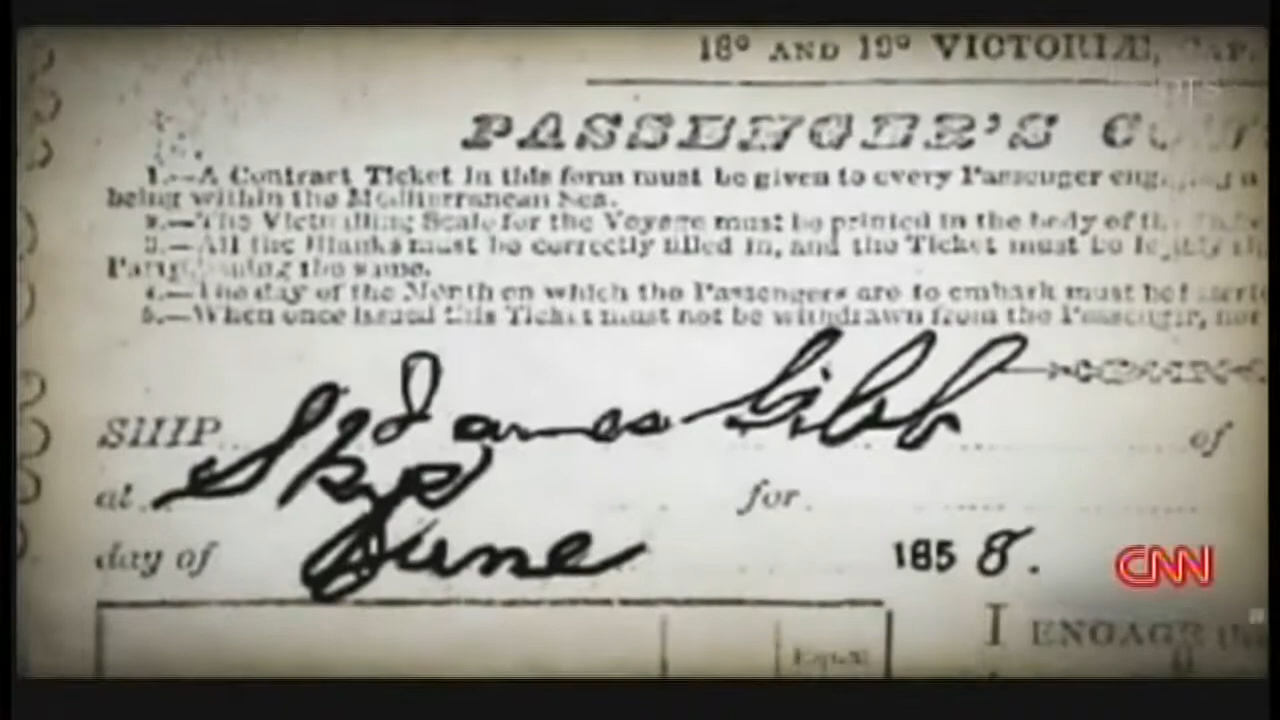 18° AND 19° VICTORIÆ, CAP.
PASSENGER'S
1.—A Contract Ticket in this form must be given to every Passenger
being within the Mediterranean Sea.
2.—The Victualling Scale for the Voyage must be printed in the body of
3.—All the Blanks must be correctly filled in, and the Ticket must be legibly
Party the same.
4.—The day of the Month on which the Passengers are to embark must be
5.—When once issued this Ticket must not be withdrawn from the Passenger, nor
SHIP James Gibb of
at Skye for
day of June 1858.
CNN
I ENGAGE
Equal